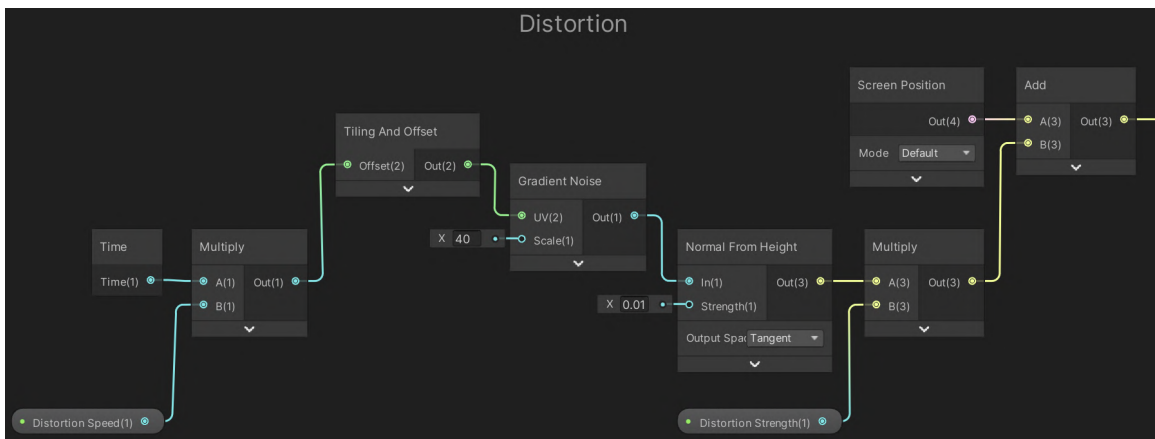 Distortion
Screen Position
Out(4)
Mode Default
Add
A(3) Out(3)
B(3)
Tiling And Offset
Offset(2) Out(2)
Gradient Noise
UV(2) Out(1)
X 40 Scale(1)
Time
Time(1)
Multiply
A(1) Out(1)
B(1)
Normal From Height
In(1) Out(3)
X 0.01 Strength(1)
Output Spac Tangent
Multiply
A(3) Out(3)
B(3)
Distortion Speed(1)
Distortion Strength(1)